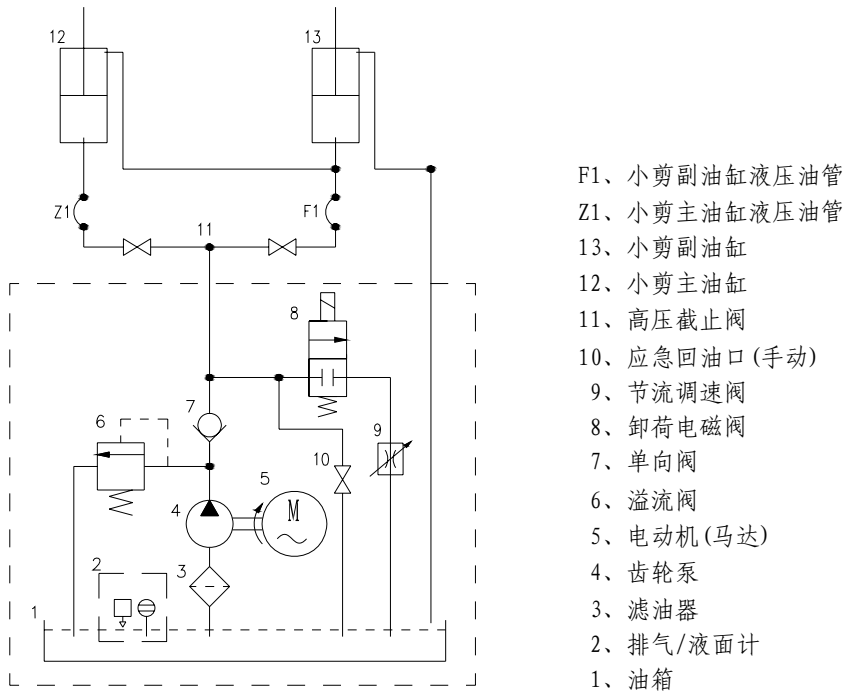 12
13
Z1
F1
11
8
7
6
9
10
5
4
M
3
2
1
F1、小剪副油缸液压油管
Z1、小剪主油缸液压油管
13、小剪副油缸
12、小剪主油缸
11、高压截止阀
10、应急回油口(手动)
9、节流调速阀
8、卸荷电磁阀
7、单向阀
6、溢流阀
5、电动机(马达)
4、齿轮泵
3、滤油器
2、排气/液面计
1、油箱